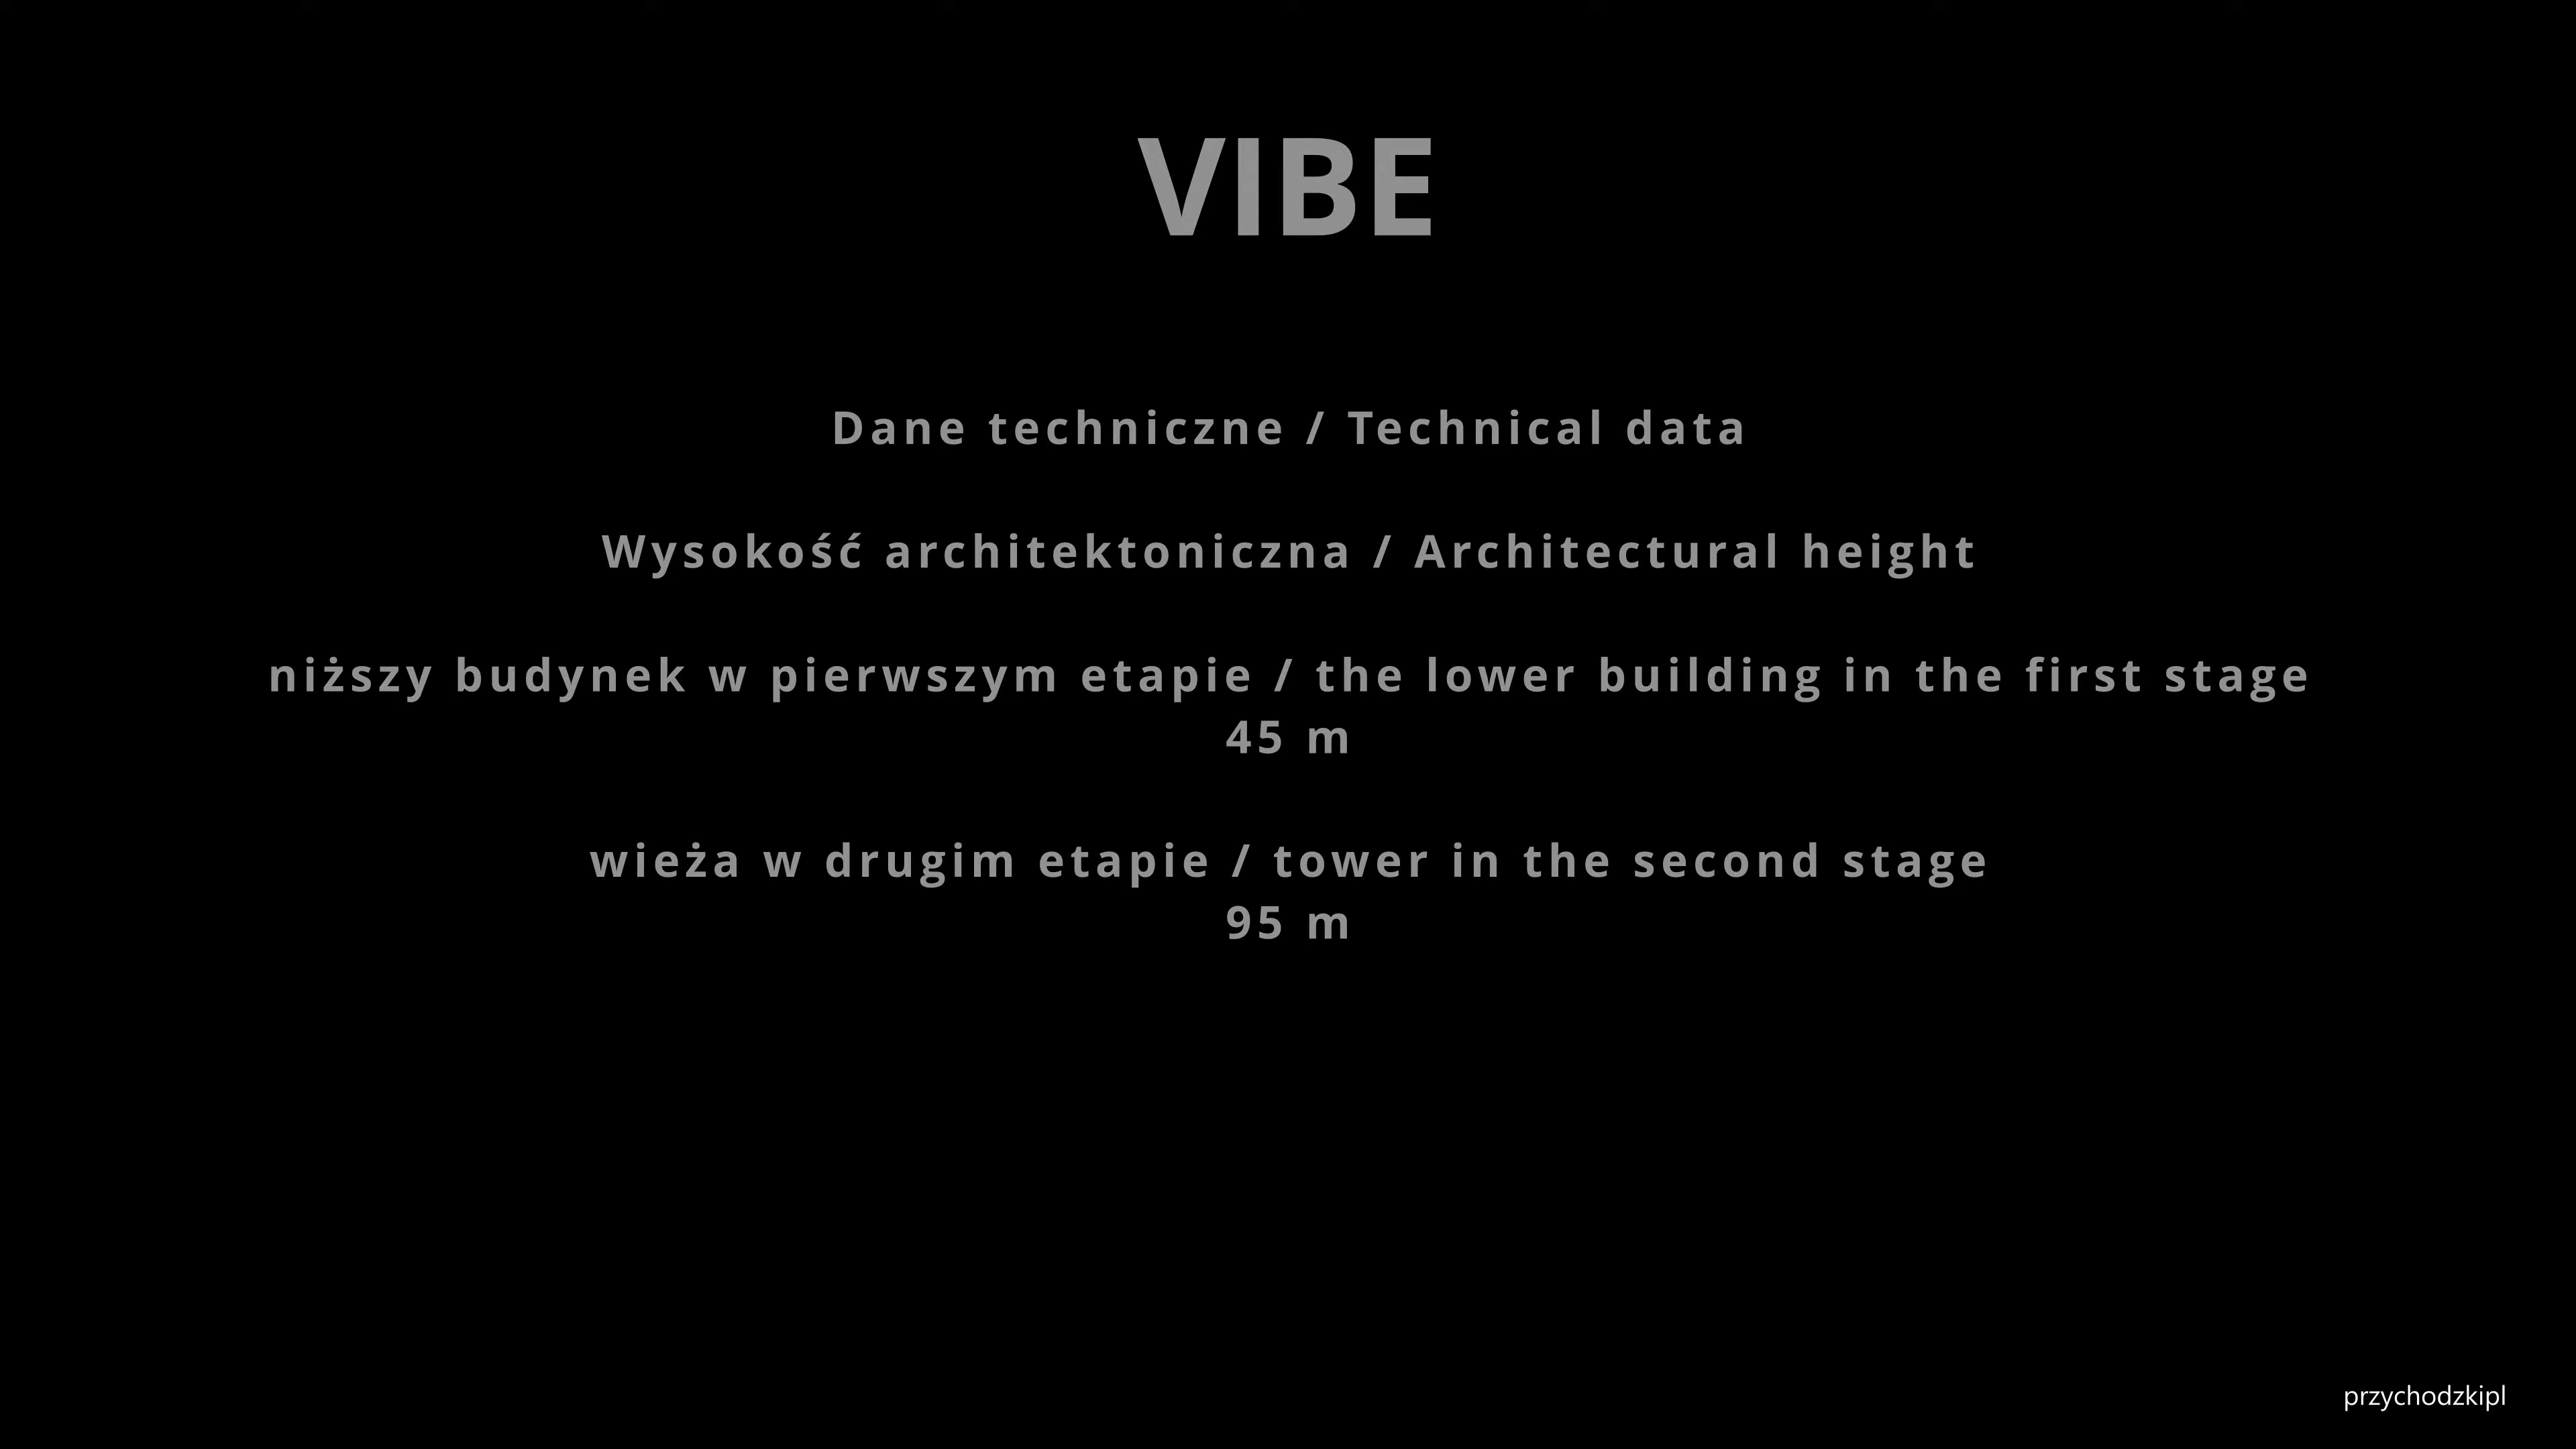 VIBE
Dane techniczne / Technical data
Wysokość architektoniczna / Architectural height
niższy budynek w pierwszym etapie / the lower building in the first stage
45 m
wieża w drugim etapie / tower in the second stage
95 m
przychodzkipl